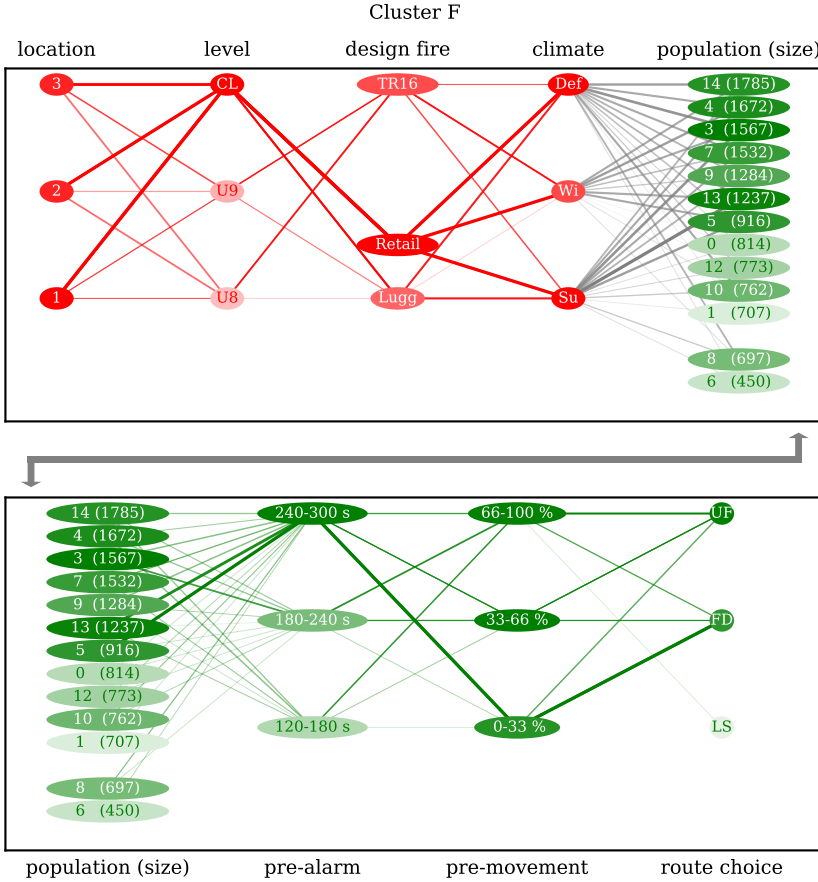 Cluster F
location level design fire climate population (size)
3 CL TR16 Def 14 (1785)
4 (1672)
3 (1567)
7 (1532)
9 (1284)
2 U9 Wi 13 (1237)
5 (916)
Retail 0 (814)
12 (773)
10 (762)
1 U8 Lugg Su 1 (707)
8 (697)
6 (450)
14 (1785) 240-300 s 66-100 % UF
4 (1672)
3 (1567)
7 (1532)
9 (1284)
13 (1237) 180-240 s 33-66 % FD
5 (916)
0 (814)
12 (773)
10 (762) 120-180 s 0-33 % LS
1 (707)
8 (697)
6 (450)
population (size) pre-alarm pre-movement route choice